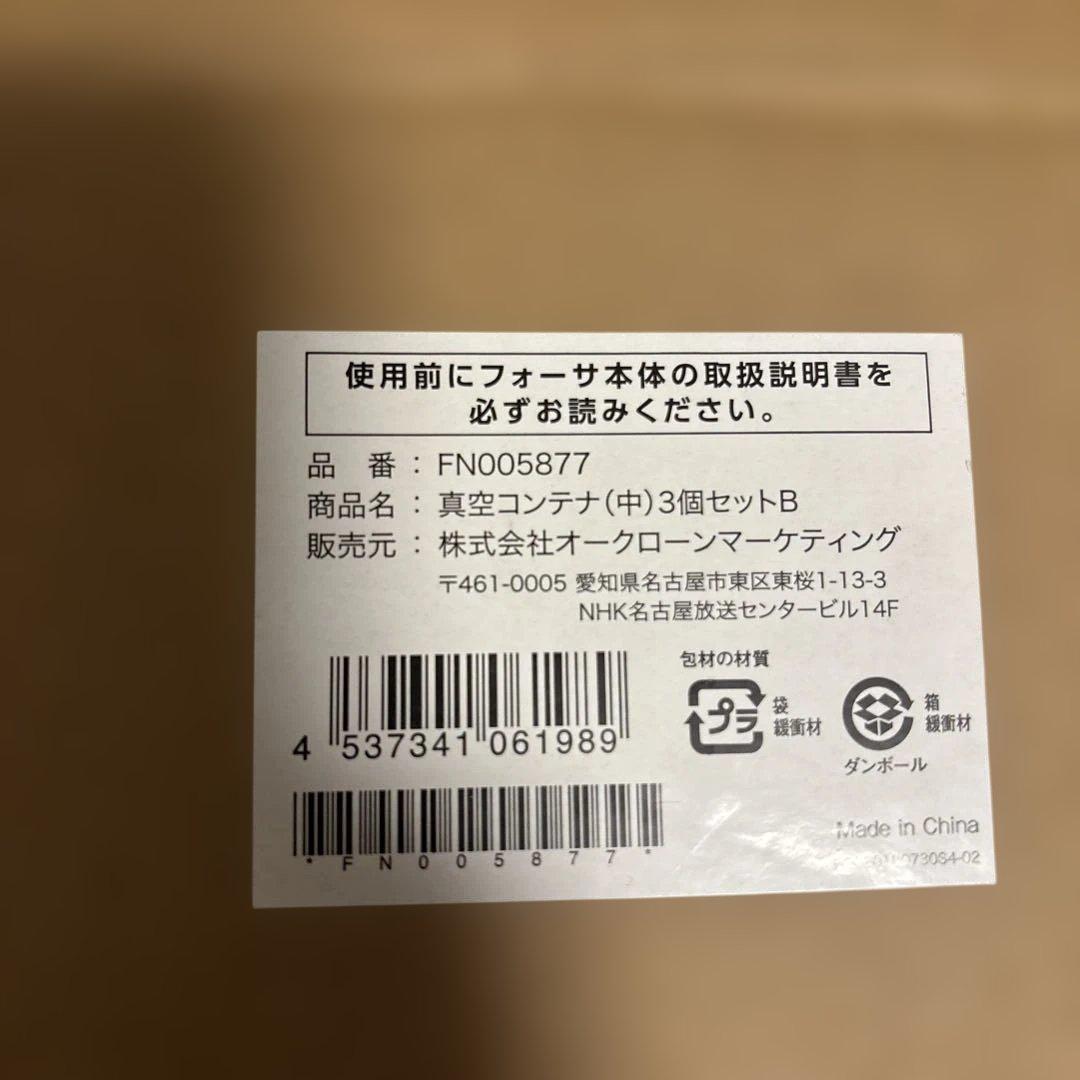 使用前にフォーサ本体の取扱説明書を
必ずお読みください。
品　番 ： FN005877
商品名 ： 真空コンテナ（中）3個セットB
販売元 ： 株式会社オークローンマーケティング
〒461-0005 愛知県名古屋市東区東桜1-13-3
NHK名古屋放送センタービル14F
包材の材質
プラ
袋
緩衝材
箱
緩衝材
ダンボール
4 537341 061989
*FN005877*
Made in China